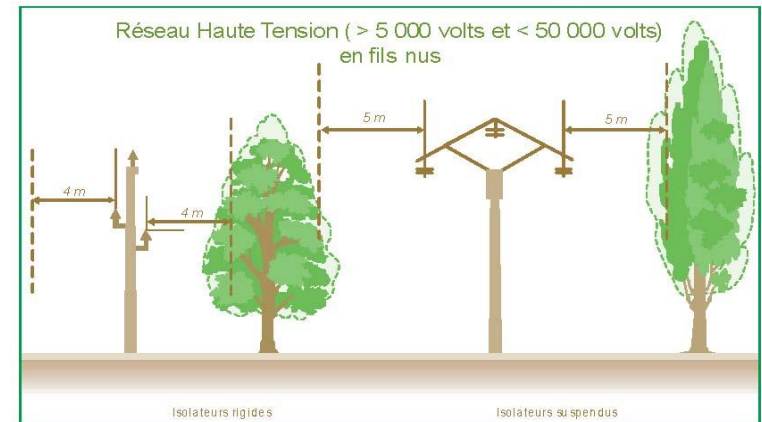 Réseau Haute Tension ( > 5 000 volts et < 50 000 volts)
en fils nus
5 m
5 m
4 m
4 m
Isolateurs rigides
Isolateurs suspendus